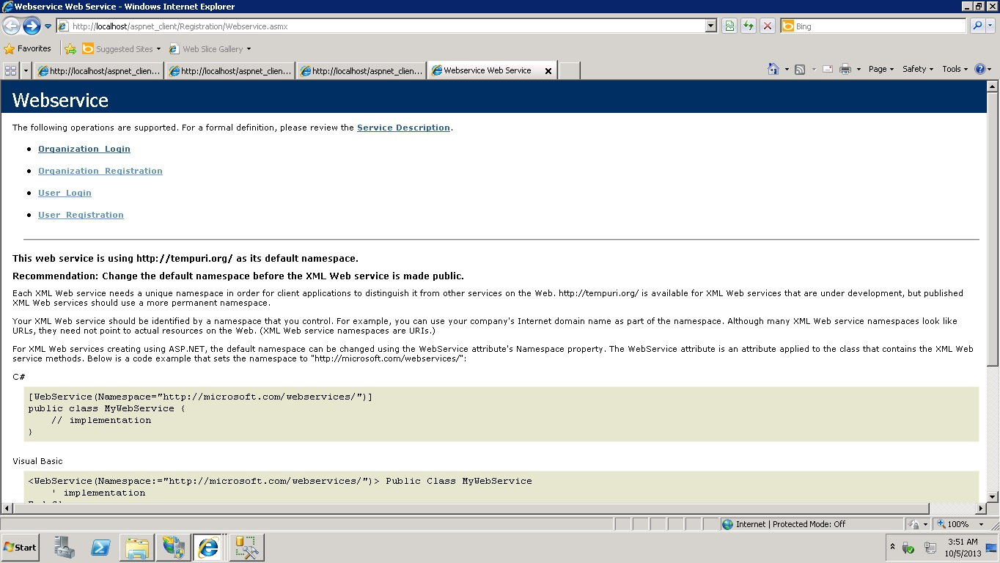 Webservice Web Service - Windows Internet Explorer
http://localhost/aspnet_client/Registration/Webservice.asmx
Bing
Favorites
Suggested Sites
Web Slice Gallery
http://localhost/aspnet_clien...
http://localhost/aspnet_clien...
http://localhost/aspnet_clien...
Webservice Web Service
Page
Safety
Tools
Webservice
The following operations are supported. For a formal definition, please review the Service Description.
Organization_Login
Organization_Registration
User_Login
User_Registration
This web service is using http://tempuri.org/ as its default namespace.
Recommendation: Change the default namespace before the XML Web service is made public.
Each XML Web service needs a unique namespace in order for client applications to distinguish it from other services on the Web. http://tempuri.org/ is available for XML Web services that are under development, but published
XML Web services should use a more permanent namespace.
Your XML Web service should be identified by a namespace that you control. For example, you can use your company's Internet domain name as part of the namespace. Although many XML Web service namespaces look like
URLs, they need not point to actual resources on the Web. (XML Web service namespaces are URIs.)
For XML Web services creating using ASP.NET, the default namespace can be changed using the WebService attribute's Namespace property. The WebService attribute is an attribute applied to the class that contains the XML Web
service methods. Below is a code example that sets the namespace to "http://microsoft.com/webservices/":
C#
[WebService(Namespace="http://microsoft.com/webservices/")]
public class MyWebService {
// implementation
}
Visual Basic
<WebService(Namespace:="http://microsoft.com/webservices/")> Public Class MyWebService
' implementation
Internet | Protected Mode: Off
100%
Start
3:51 AM
10/5/2013